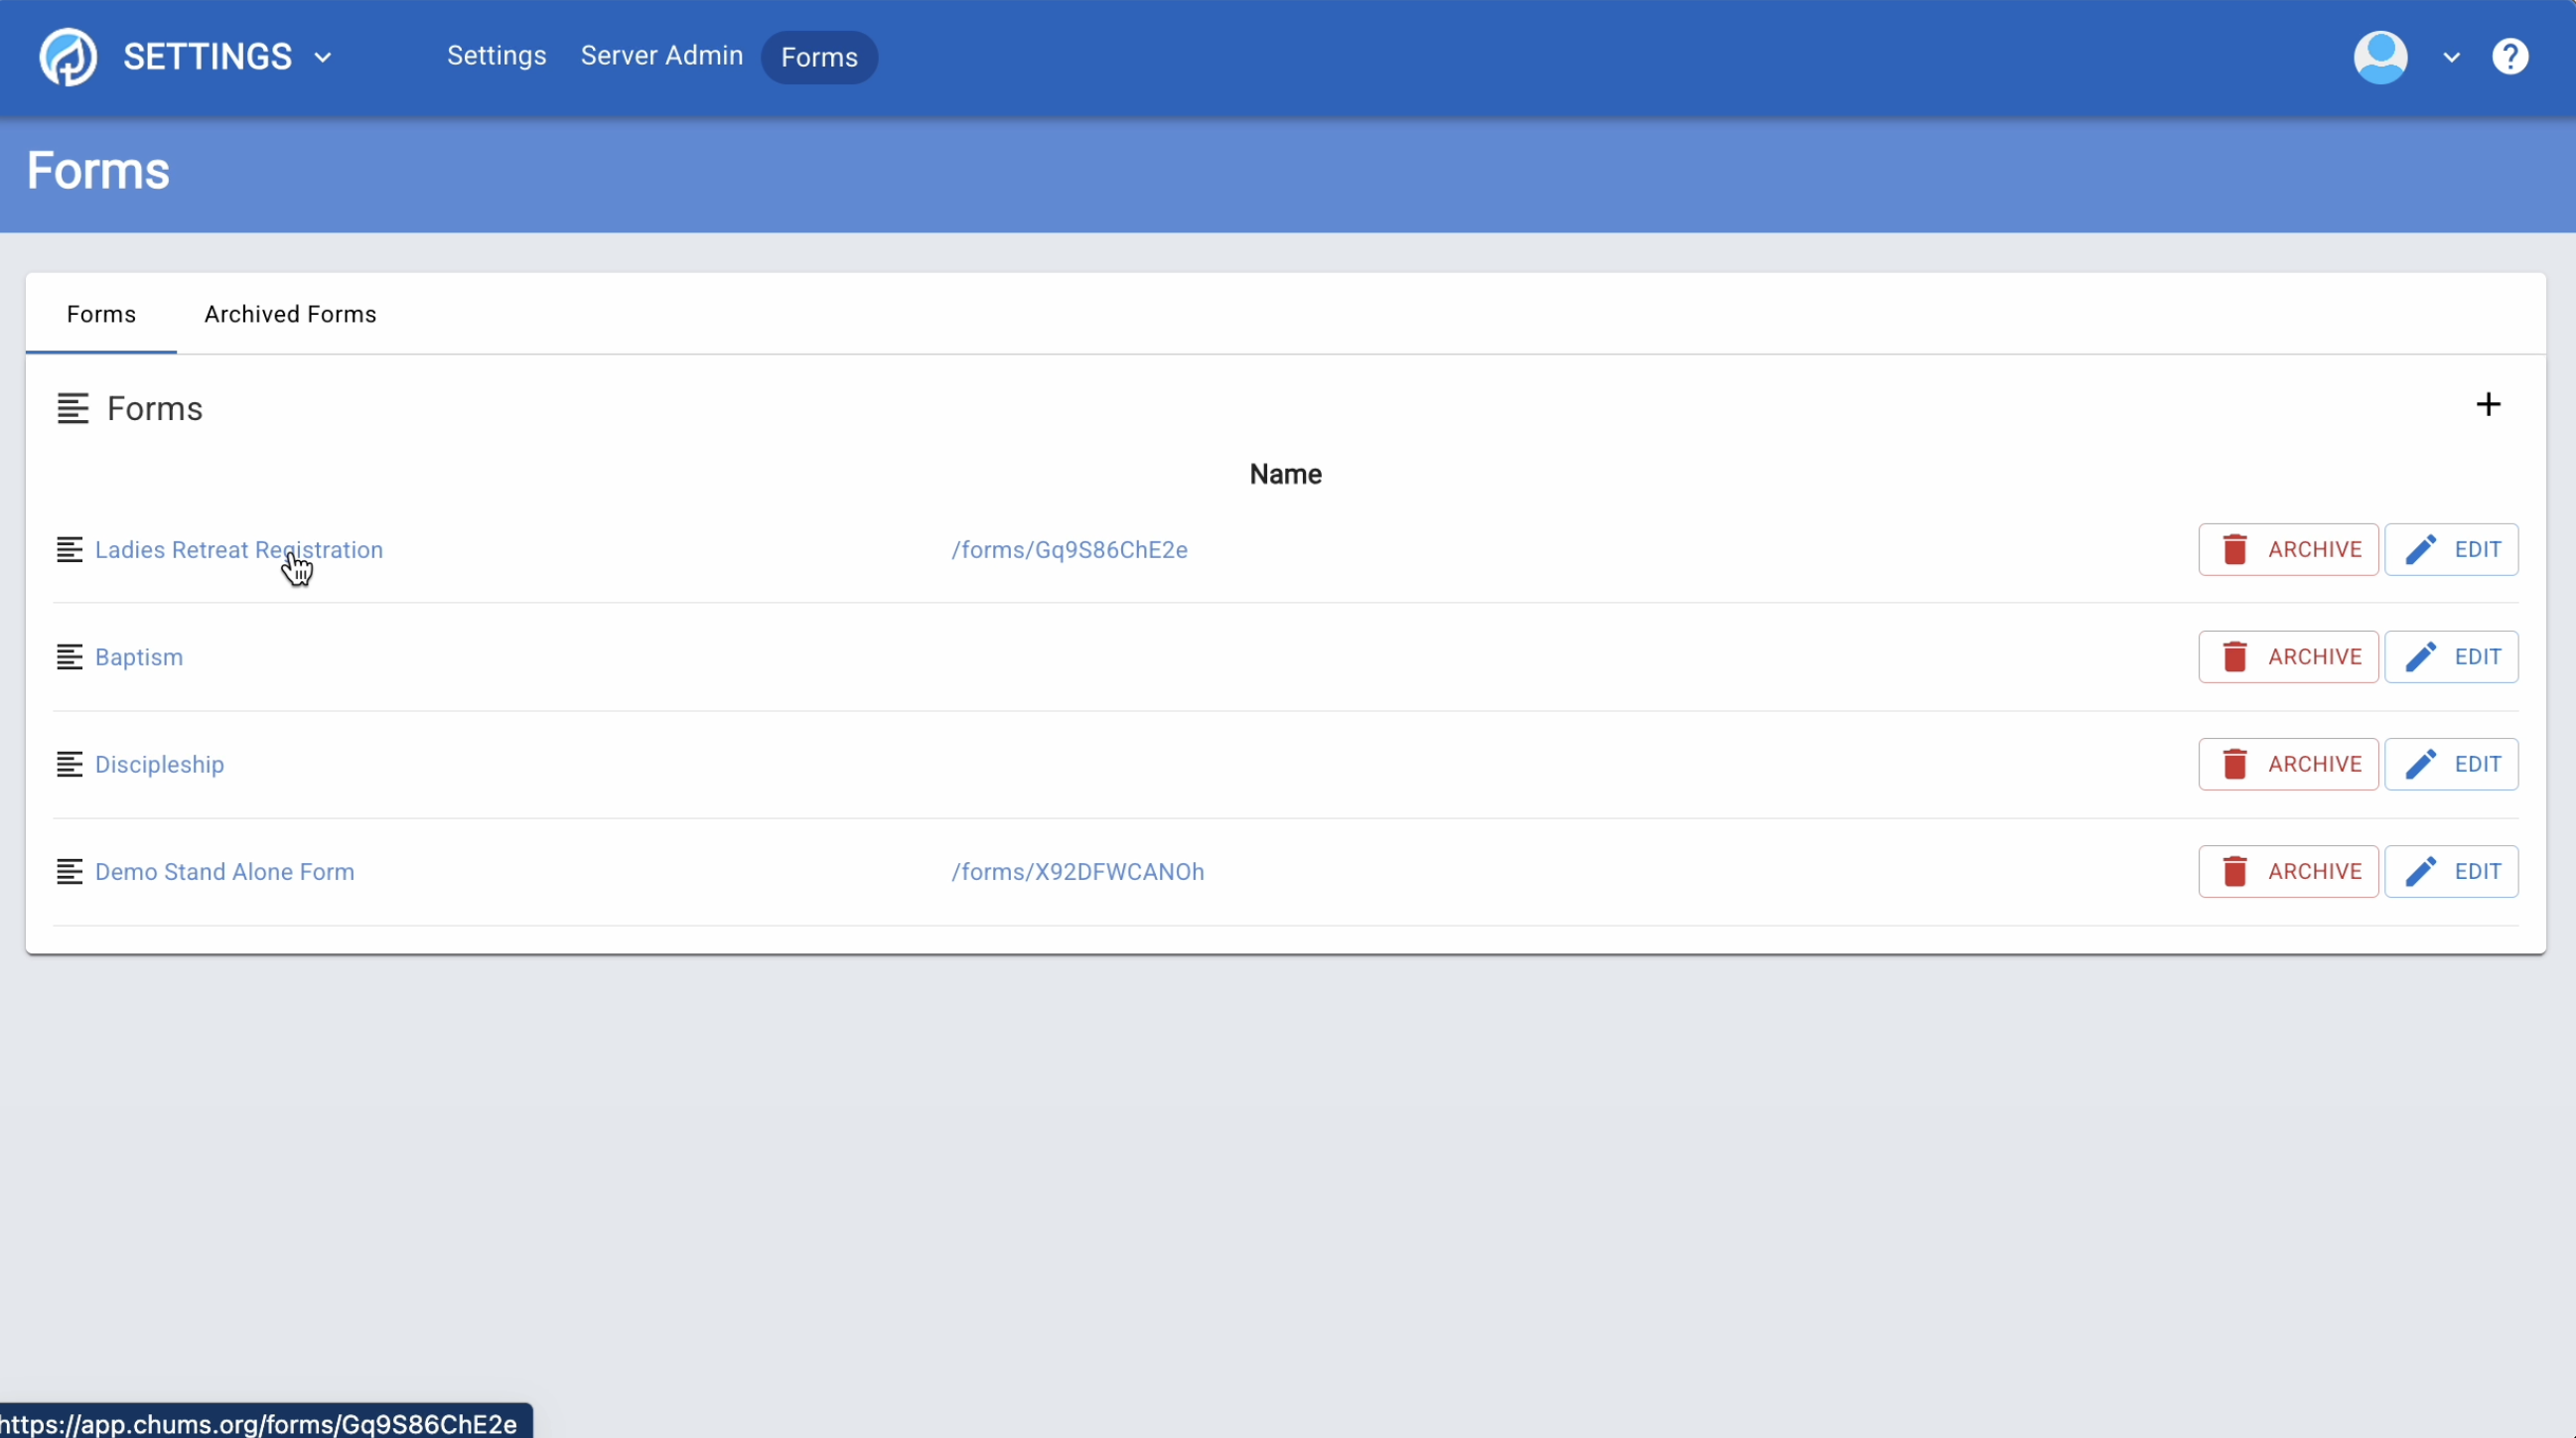 SETTINGS Settings Server Admin Forms ?
Forms
Forms Archived Forms
Forms +
Name
Ladies Retreat Registration /forms/Gq9S86ChE2e ARCHIVE EDIT
Baptism ARCHIVE EDIT
Discipleship ARCHIVE EDIT
Demo Stand Alone Form /forms/X92DFWCANOh ARCHIVE EDIT
https://app.chums.org/forms/Gq9S86ChE2e